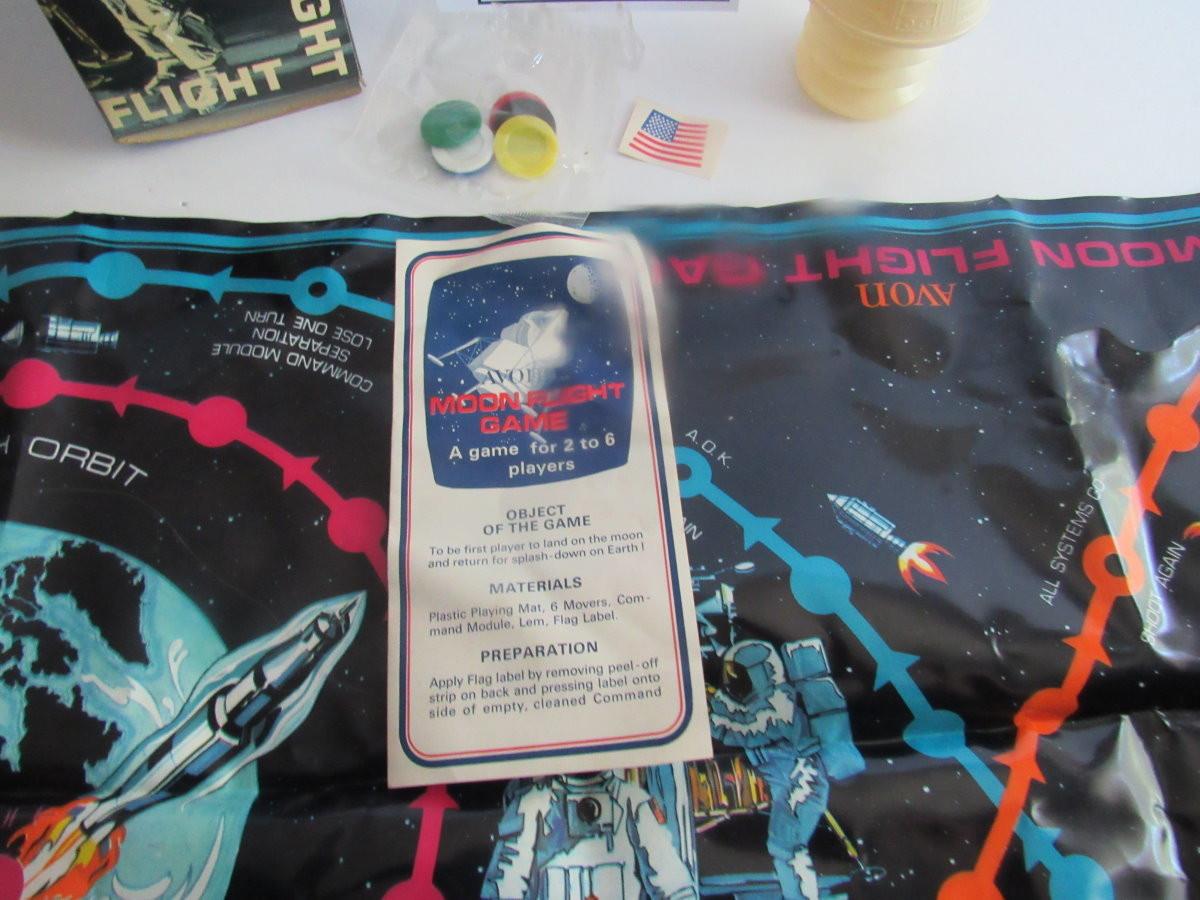 FLIGHT
GHT
MOON FLIGHT GA
AVON
COMMAND MODULE
SEPARATION
LOSE ONE TURN
ORBIT
AVO
MOON FLIGHT
GAME
A game for 2 to 6
players
OBJECT
OF THE GAME
To be first player to land on the moon
and return for splash-down on Earth!
MATERIALS
Plastic Playing Mat, 6 Movers, Com-
mand Module, Lem, Flag Label.
PREPARATION
Apply Flag label by removing peel-off
strip on back and pressing label onto
side of empty, cleaned Command
A.O.K.
ALL SYSTEMS GO
SHOOT AGAIN